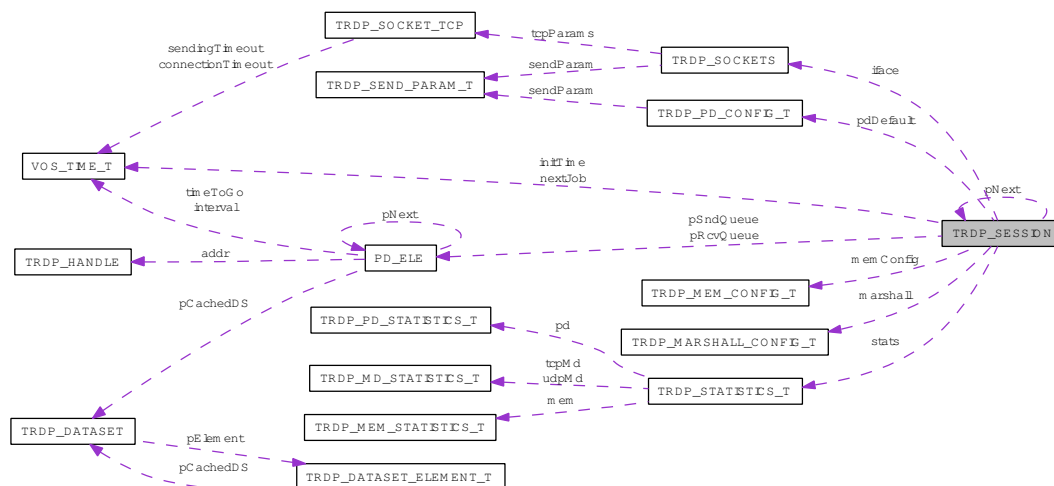 TRDP_SOCKET_TCP
tcpParams
sendingTimeout
connectionTimeout
sendParam
TRDP_SOCKETS
iface
TRDP_SEND_PARAM_T
sendParam
TRDP_PD_CONFIG_T
pdDefault
VOS_TIME_T
initTime
nextJob
pNext
timeToGo
interval
pNext
pSndQueue
pRcvQueue
TRDP_SESSION
TRDP_HANDLE
addr
PD_ELE
memConfig
TRDP_MEM_CONFIG_T
pCachedDS
marshall
TRDP_PD_STATISTICS_T
pd
TRDP_MARSHALL_CONFIG_T
stats
tcpMd
udpMd
TRDP_MD_STATISTICS_T
TRDP_STATISTICS_T
mem
TRDP_MEM_STATISTICS_T
TRDP_DATASET
pElement
pCachedDS
TRDP_DATASET_ELEMENT_T